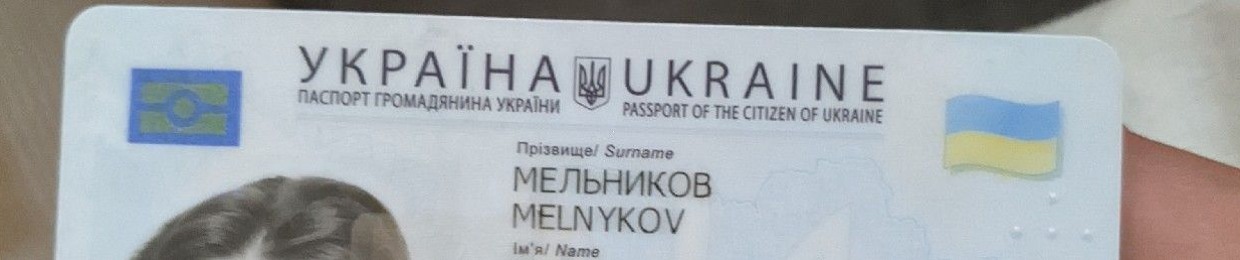 УКРАЇНА UKRAINE
ПАСПОРТ ГРОМАДЯНИНА УКРАЇНИ PASSPORT OF THE CITIZEN OF UKRAINE
Прізвище/ Surname
МЕЛЬНИКОВ
MELNYKOV
Ім'я/ Name